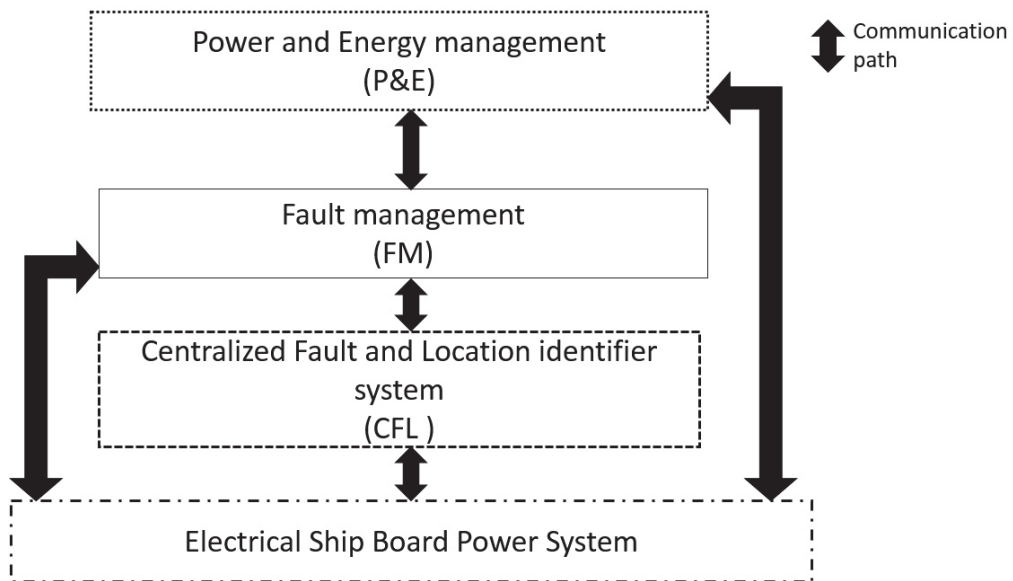 Power and Energy management
(P&E)
Communication
path
Fault management
(FM)
Centralized Fault and Location identifier
system
(CFL )
Electrical Ship Board Power System